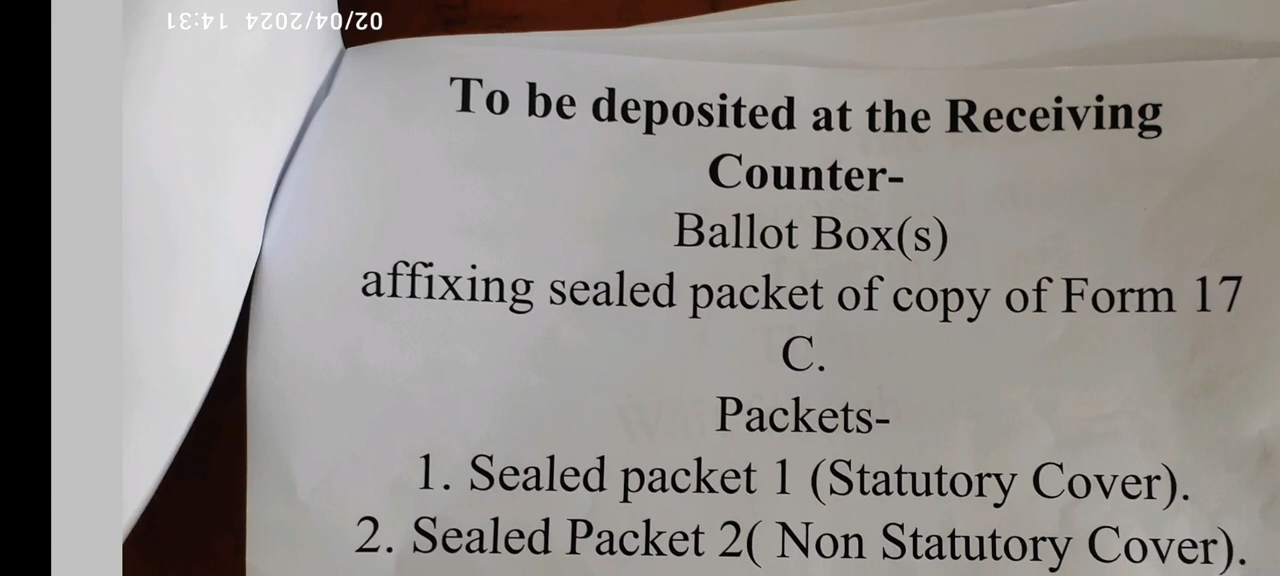 02/04/2024 14:31
To be deposited at the Receiving
Counter-
Ballot Box(s)
affixing sealed packet of copy of Form 17
C.
Packets-
1. Sealed packet 1 (Statutory Cover).
2. Sealed Packet 2( Non Statutory Cover).